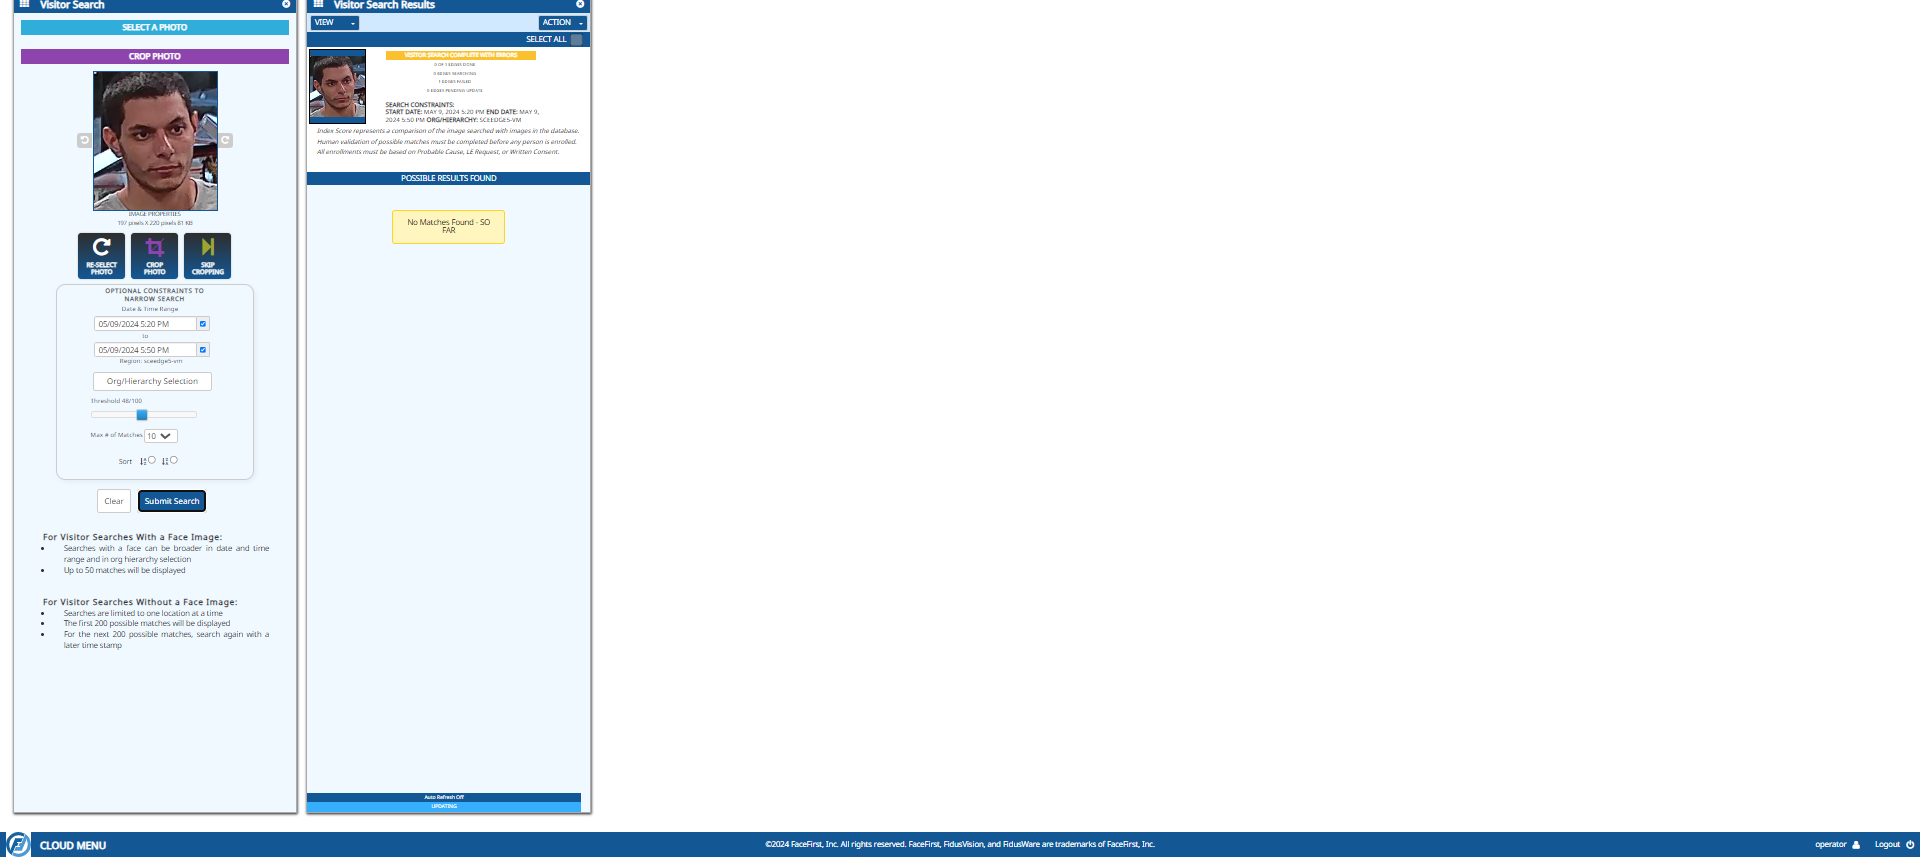 Visitor Search
SELECT A PHOTO
CROP PHOTO
IMAGE PROPERTIES
197 pixels X 220 pixels 81 KB
RE-SELECT
PHOTO
CROP
PHOTO
SKIP
CROPPING
OPTIONAL CONSTRAINTS TO
NARROW SEARCH
Date & Time Range
05/09/2024 5:20 PM
to
05/09/2024 5:50 PM
Region: sceedge5-vm
Org/Hierarchy Selection
Threshold 48/100
Max # of Matches 10
Sort
Clear
Submit Search
For Visitor Searches With a Face Image:
• Searches with a face can be broader in date and time
range and in org hierarchy selection
• Up to 50 matches will be displayed
For Visitor Searches Without a Face Image:
• Searches are limited to one location at a time
• The first 200 possible matches will be displayed
• For the next 200 possible matches, search again with a
later time stamp
Visitor Search Results
VIEW
ACTION
SELECT ALL
VISITOR SEARCH COMPLETE WITH ERRORS
0 OF 1 EDGES DONE
0 EDGES SEARCHING
1 EDGES FAILED
0 EDGES PENDING UPDATE
SEARCH CONSTRAINTS:
START DATE: MAY 9, 2024 5:20 PM END DATE: MAY 9,
2024 5:50 PM ORG/HIERARCHY: SCEEDGE5-VM
Index Score represents a comparison of the image searched with images in the database.
Human validation of possible matches must be completed before any person is enrolled.
All enrollments must be based on Probable Cause, LE Request, or Written Consent.
POSSIBLE RESULTS FOUND
No Matches Found - SO
FAR
Auto Refresh Off
UPDATING
CLOUD MENU
©2024 FaceFirst, Inc. All rights reserved. FaceFirst, FidusVision, and FidusWare are trademarks of FaceFirst, Inc.
operator
Logout